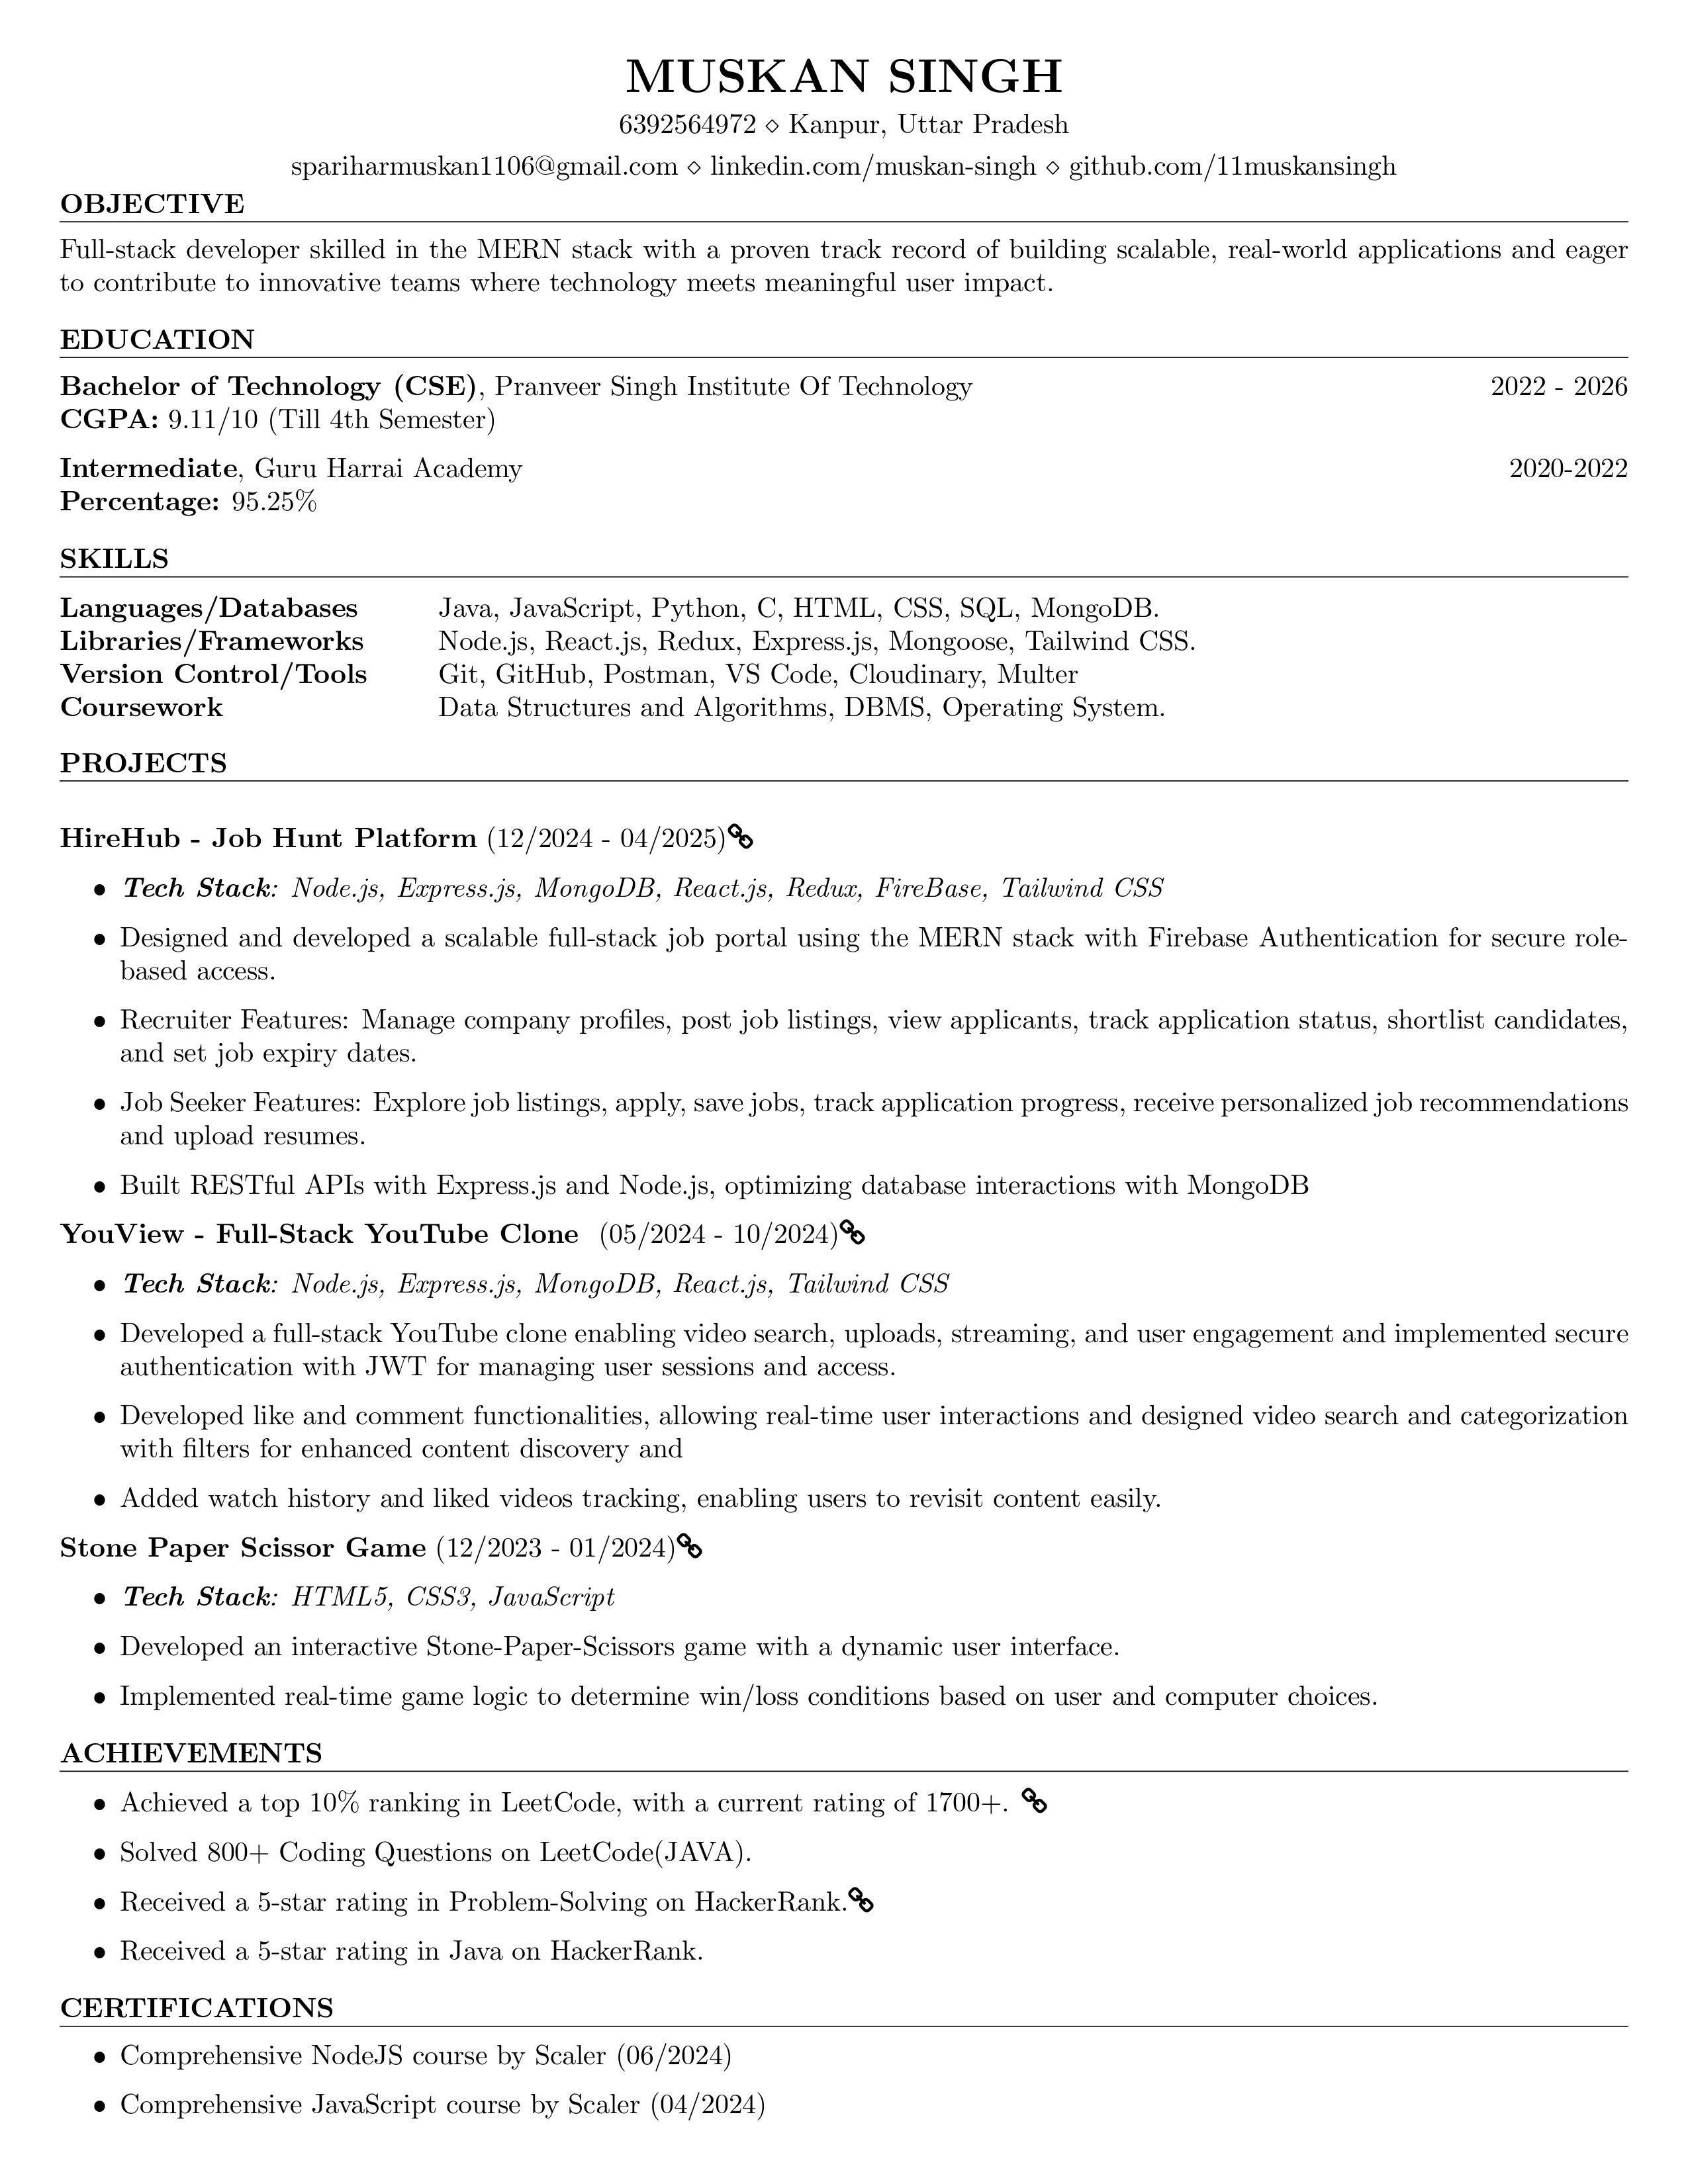 MUSKAN SINGH
6392564972 ⋄ Kanpur, Uttar Pradesh
spariharmuskan1106@gmail.com ⋄ linkedin.com/muskan-singh ⋄ github.com/11muskansingh
OBJECTIVE
Full-stack developer skilled in the MERN stack with a proven track record of building scalable, real-world applications and eager
to contribute to innovative teams where technology meets meaningful user impact.
EDUCATION
Bachelor of Technology (CSE), Pranveer Singh Institute Of Technology 2022 - 2026
CGPA: 9.11/10 (Till 4th Semester)
Intermediate, Guru Harrai Academy 2020-2022
Percentage: 95.25%
SKILLS
Languages/Databases Java, JavaScript, Python, C, HTML, CSS, SQL, MongoDB.
Libraries/Frameworks Node.js, React.js, Redux, Express.js, Mongoose, Tailwind CSS.
Version Control/Tools Git, GitHub, Postman, VS Code, Cloudinary, Multer
Coursework Data Structures and Algorithms, DBMS, Operating System.
PROJECTS
HireHub - Job Hunt Platform (12/2024 - 04/2025)
• Tech Stack: Node.js, Express.js, MongoDB, React.js, Redux, FireBase, Tailwind CSS
• Designed and developed a scalable full-stack job portal using the MERN stack with Firebase Authentication for secure role-
based access.
• Recruiter Features: Manage company profiles, post job listings, view applicants, track application status, shortlist candidates,
and set job expiry dates.
• Job Seeker Features: Explore job listings, apply, save jobs, track application progress, receive personalized job recommendations
and upload resumes.
• Built RESTful APIs with Express.js and Node.js, optimizing database interactions with MongoDB
YouView - Full-Stack YouTube Clone (05/2024 - 10/2024)
• Tech Stack: Node.js, Express.js, MongoDB, React.js, Tailwind CSS
• Developed a full-stack YouTube clone enabling video search, uploads, streaming, and user engagement and implemented secure
authentication with JWT for managing user sessions and access.
• Developed like and comment functionalities, allowing real-time user interactions and designed video search and categorization
with filters for enhanced content discovery and
• Added watch history and liked videos tracking, enabling users to revisit content easily.
Stone Paper Scissor Game (12/2023 - 01/2024)
• Tech Stack: HTML5, CSS3, JavaScript
• Developed an interactive Stone-Paper-Scissors game with a dynamic user interface.
• Implemented real-time game logic to determine win/loss conditions based on user and computer choices.
ACHIEVEMENTS
• Achieved a top 10% ranking in LeetCode, with a current rating of 1700+.
• Solved 800+ Coding Questions on LeetCode(JAVA).
• Received a 5-star rating in Problem-Solving on HackerRank.
• Received a 5-star rating in Java on HackerRank.
CERTIFICATIONS
• Comprehensive NodeJS course by Scaler (06/2024)
• Comprehensive JavaScript course by Scaler (04/2024)